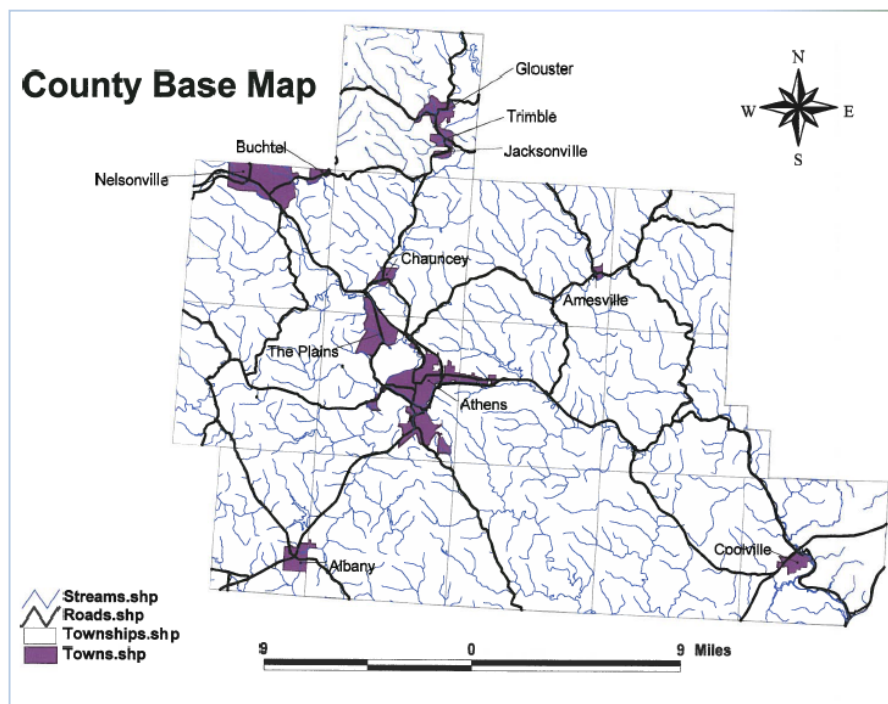 County Base Map
Glouster
Trimble
Jacksonville
Buchtel
Nelsonville
N
W E
S
Chauncey
Amesville
The Plains
Athens
Coolville
Albany
Streams.shp
Roads.shp
Townships.shp
Towns.shp
9 0 9 Miles